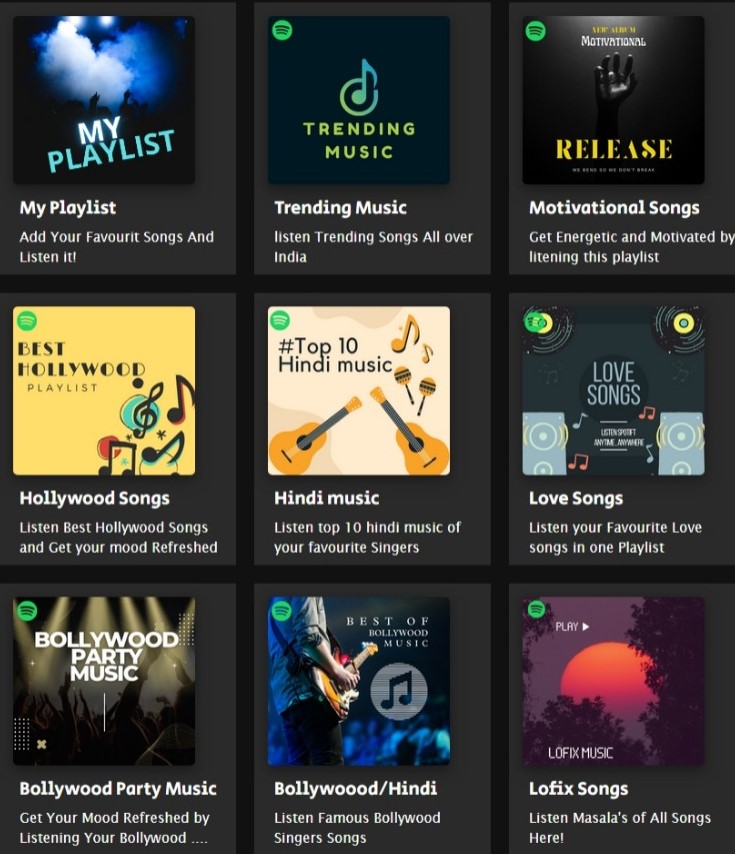 MY
PLAYLIST
My Playlist
Add Your Favourit Songs And
Listen it!
TRENDING
MUSIC
Trending Music
listen Trending Songs All over
India
NEW ALBUM
MOTIVATIONAL
RELEASE
WE BEND SO WE DON'T BREAK
Motivational Songs
Get Energetic and Motivated by
litening this playlist
BEST
HOLLYWOOD
PLAYLIST
Hollywood Songs
Listen Best Hollywood Songs
and Get your mood Refreshed
#Top 10
Hindi music
Hindi music
Listen top 10 hindi music of
your favourite Singers
LOVE
SONGS
LISTEN SPOTIFY
ANYTIME, ANYWHERE
Love Songs
Listen your Favourite Love
songs in one Playlist
BOLLYWOOD
PARTY
MUSIC
Bollywood Party Music
Get Your Mood Refreshed by
Listening Your Bollywood ....
BEST OF
BOLLYWOOD
MUSIC
Bollywoood/Hindi
Listen Famous Bollywood
Singers Songs
PLAY
LOFIX MUSIC
Lofix Songs
Listen Masala's of All Songs
Here!